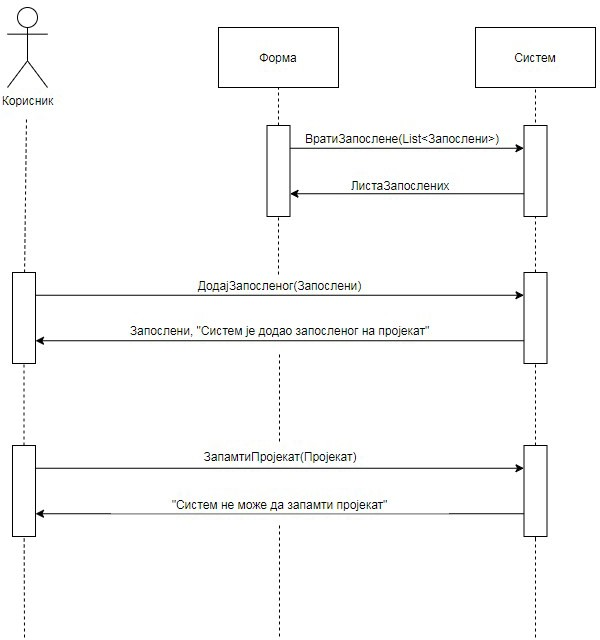 Форма
Систем
Корисник
ВратиЗапослене(List<Запослени>)
ЛистаЗапослених
ДодајЗапосленог(Запослени)
Запослени, "Систем је додао запосленог на пројекат"
ЗапамтиПројекат(Пројекат)
"Систем не може да запамти пројекат"